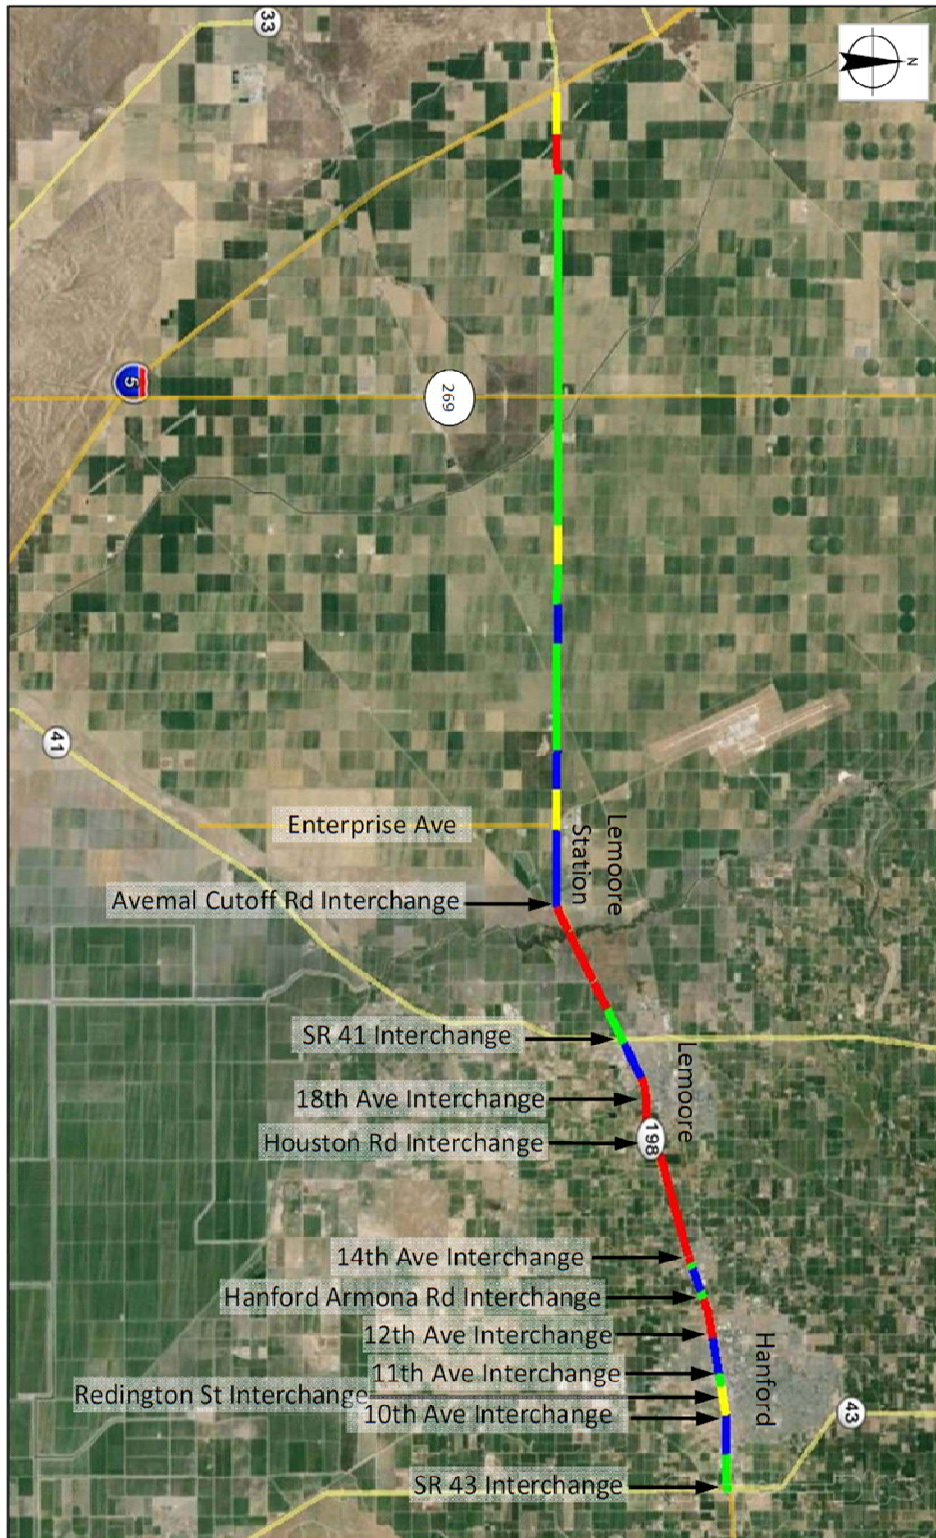 33
N
5
269
41
Enterprise Ave
Lemoore
Station
Avemal Cutoff Rd Interchange
SR 41 Interchange
Lemoore
18th Ave Interchange
198
Houston Rd Interchange
14th Ave Interchange
Hanford Armona Rd Interchange
12th Ave Interchange
Hanford
11th Ave Interchange
Redington St Interchange
10th Ave Interchange
43
SR 43 Interchange